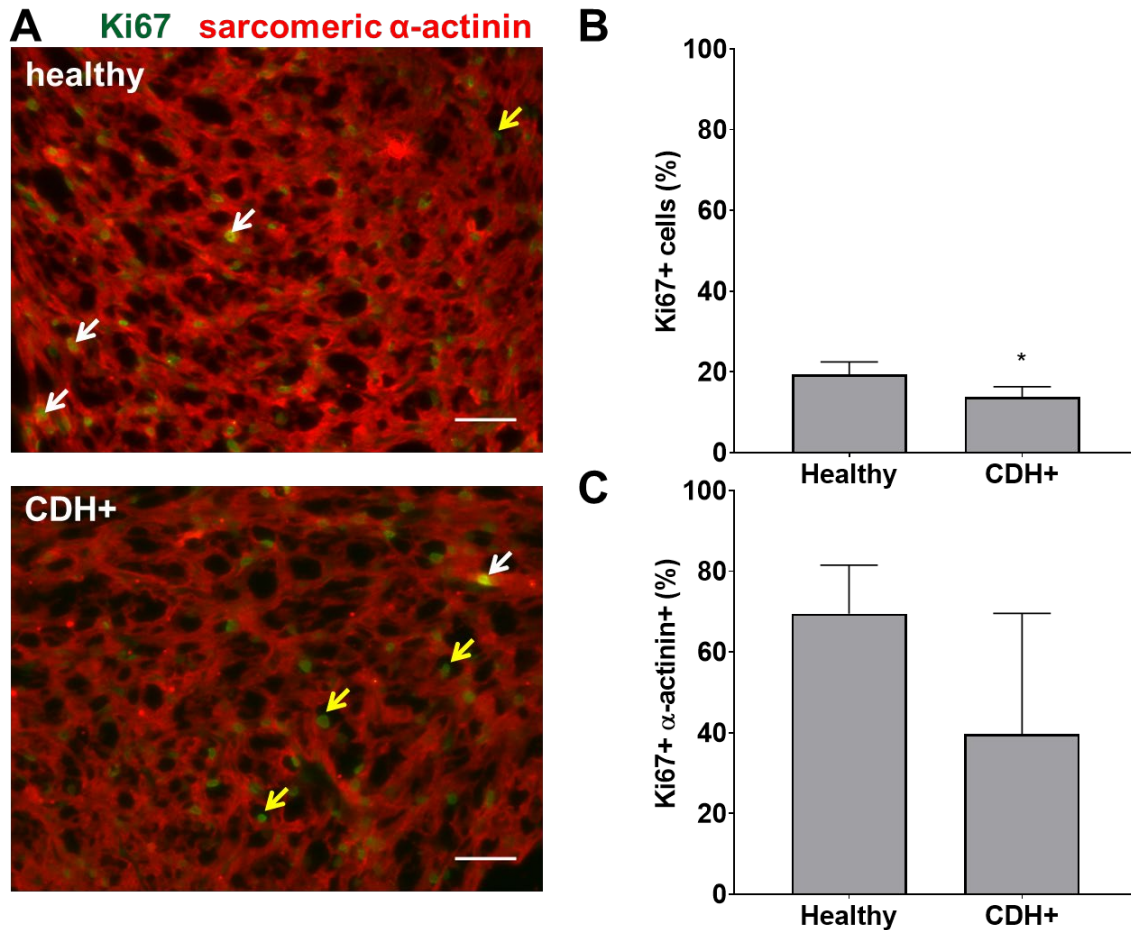 A Ki67 sarcomeric α-actinin
healthy
CDH+
B
Ki67+ cells (%)
100
80
60
40
20
0
*
Healthy CDH+
C
Ki67+ α-actinin+ (%)
100
80
60
40
20
0
Healthy CDH+